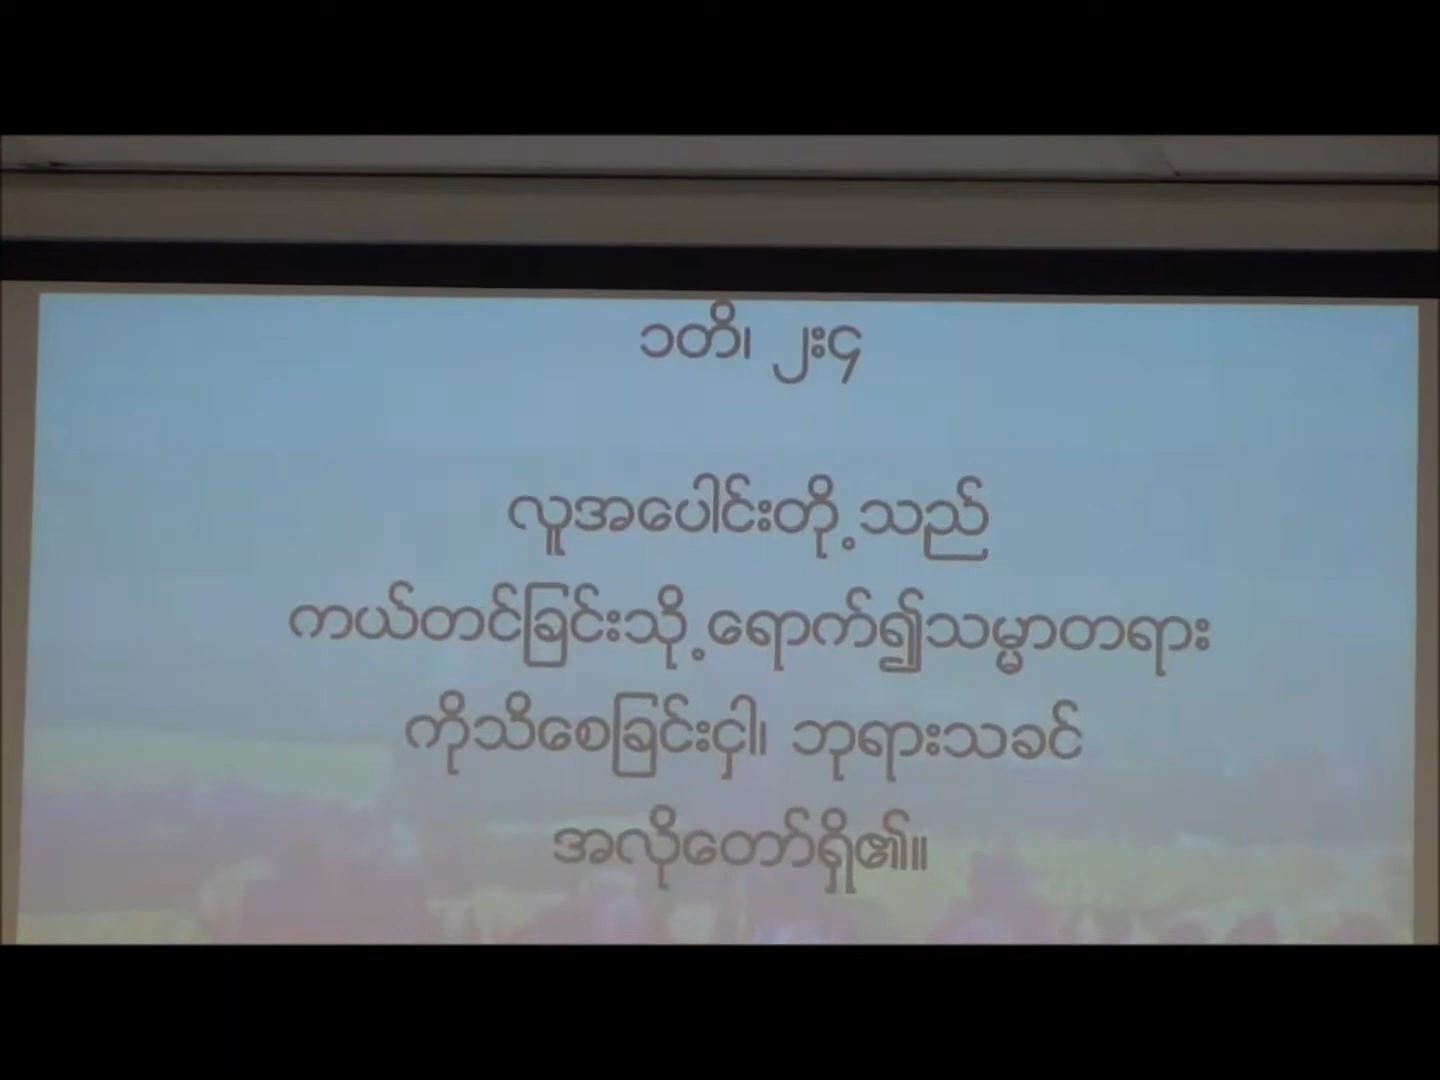 ၁တိ၊ ၂း၄
လူအပေါင်းတို့သည်
ကယ်တင်ခြင်းသို့ရောက်၍သမ္မာတရား
ကိုသိစေခြင်းငှါ၊ ဘုရားသခင်
အလိုတော်ရှိ၏။